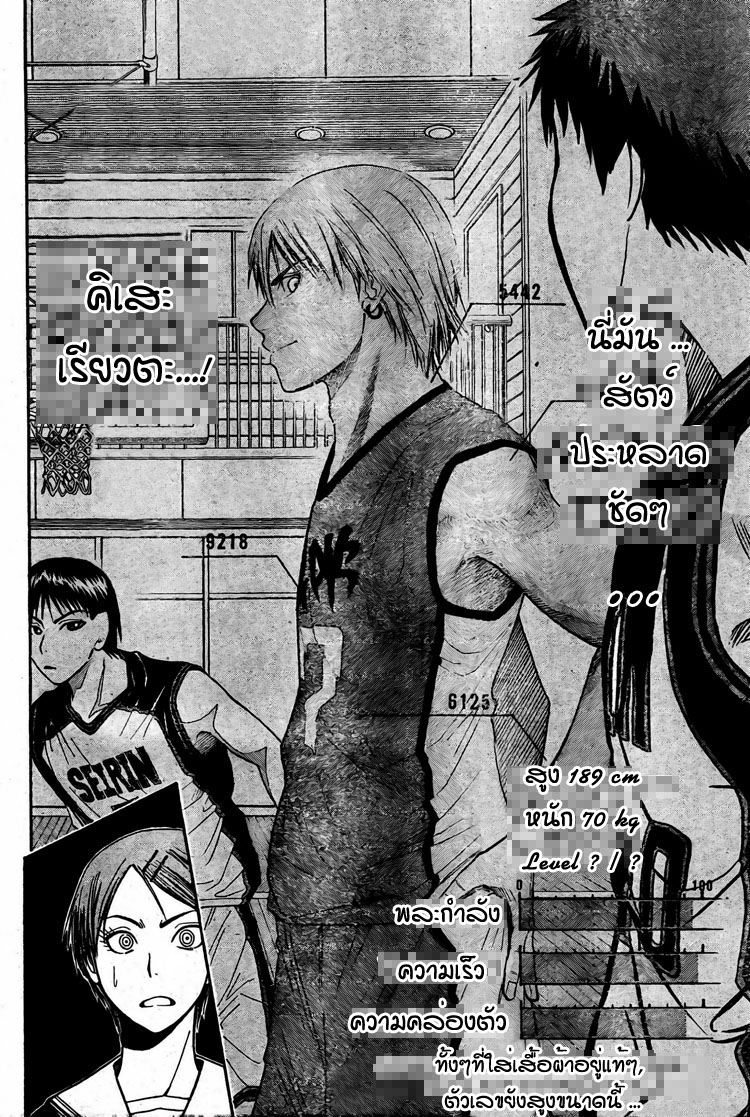 คิเสะ
เรียวตะ...!
5442
นี่มัน ...
สัตว์
ประหลาด
ชัดๆ
...
9218
6125
SEIRIN
7
สูง 189 cm
หนัก 70 kg
Level ? / ?
0 100
พละกำลัง
ความเร็ว
ความคล่องตัว
ทั้งๆที่ใส่เสื้อผ้าอยู่แท้ๆ,
ตัวเลขยังสูงขนาดนี้ ...